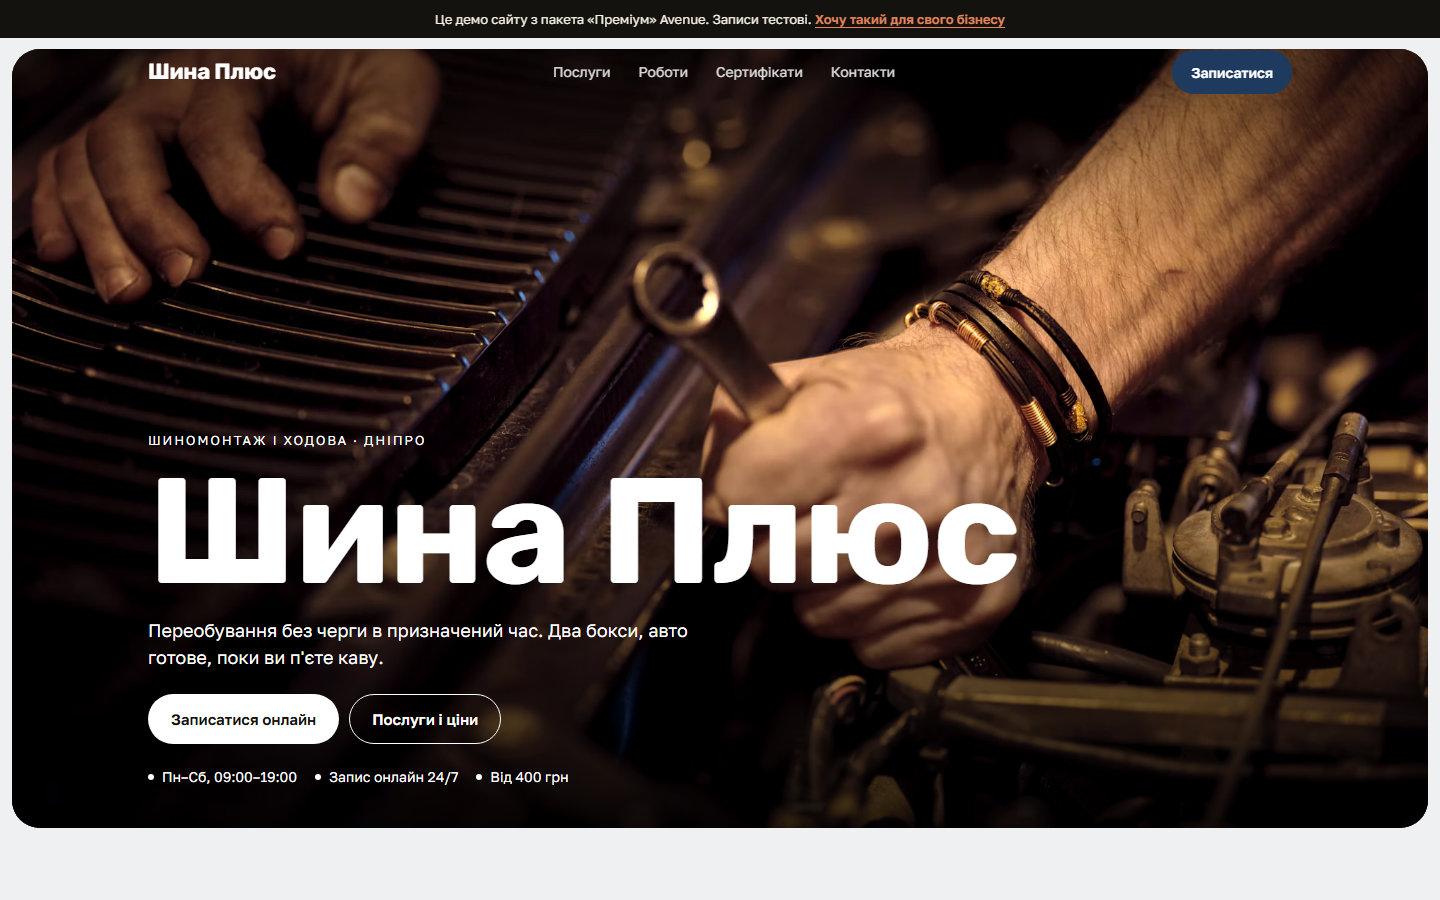 Це демо сайту з пакета «Преміум» Avenue. Записи тестові. Хочу такий для свого бізнесу
Шина Плюс
Послуги
Роботи
Сертифікати
Контакти
Записатися
ШИНОМОНТАЖ І ХОДОВА · ДНІПРО
Шина Плюс
Переобування без черги в призначений час. Два бокси, авто
готове, поки ви п'єте каву.
Записатися онлайн
Послуги і ціни
Пн–Сб, 09:00–19:00
Запис онлайн 24/7
Від 400 грн